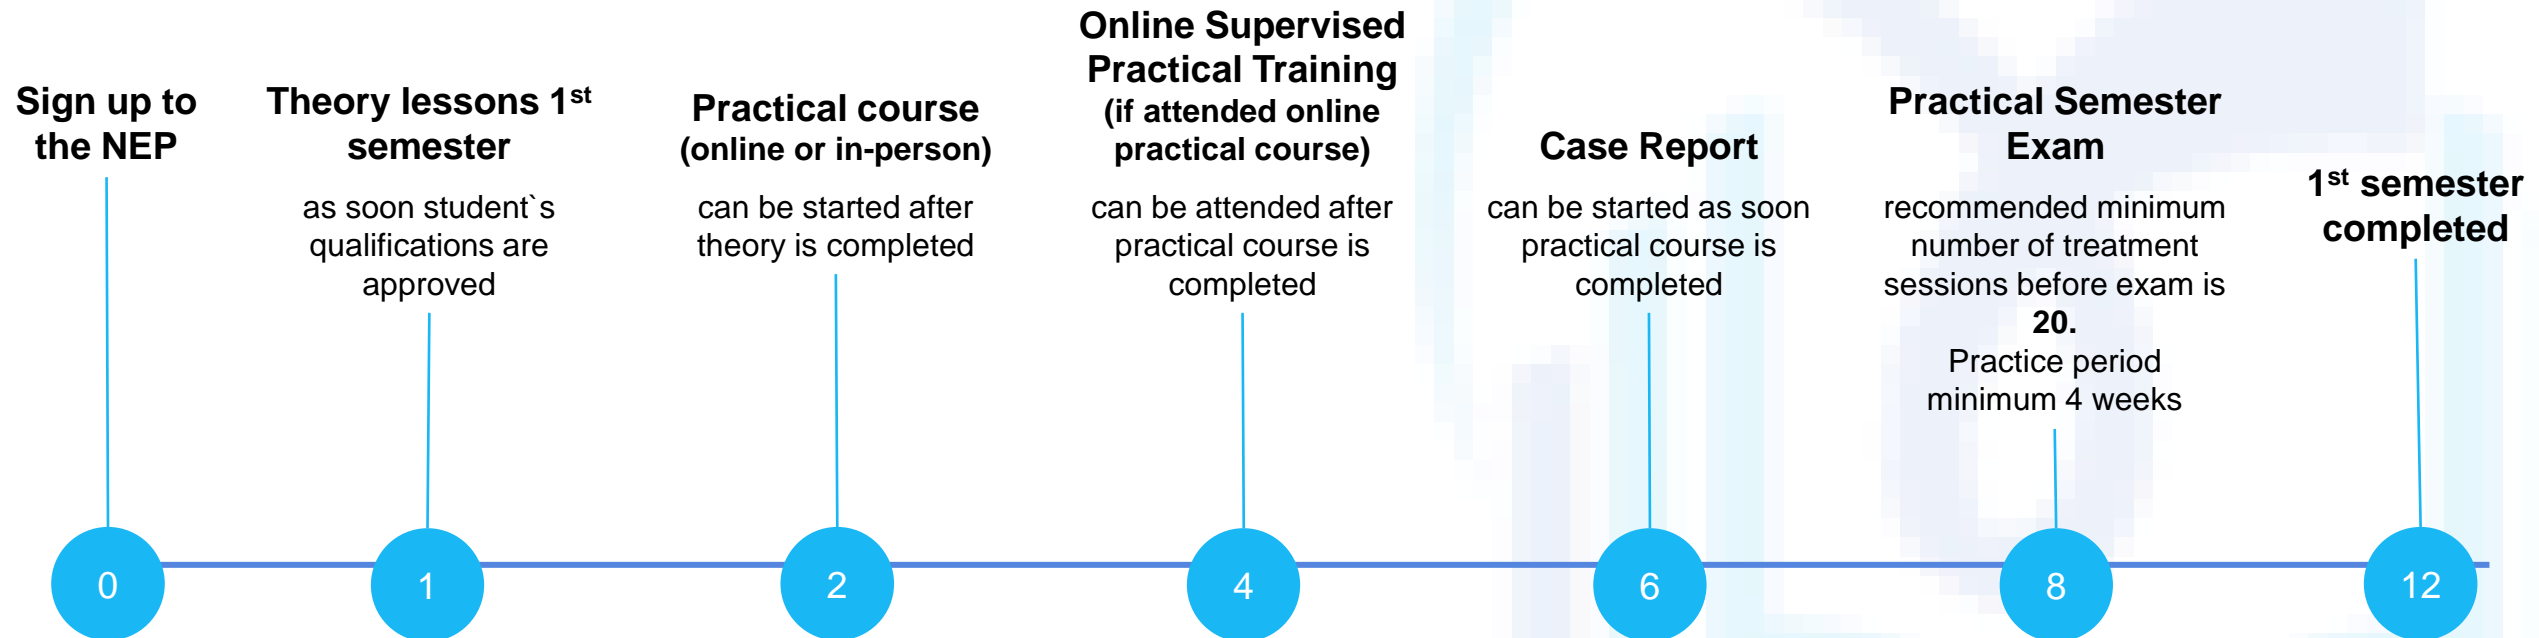 Sign up to
the NEP
0
Theory lessons 1st
semester
as soon student`s
qualifications are
approved
1
Practical course
(online or in-person)
can be started after
theory is completed
2
Online Supervised
Practical Training
(if attended online
practical course)
can be attended after
practical course is
completed
4
Case Report
can be started as soon
practical course is
completed
6
Practical Semester
Exam
recommended minimum
number of treatment
sessions before exam is
20.
Practice period
minimum 4 weeks
8
1st semester
completed
12